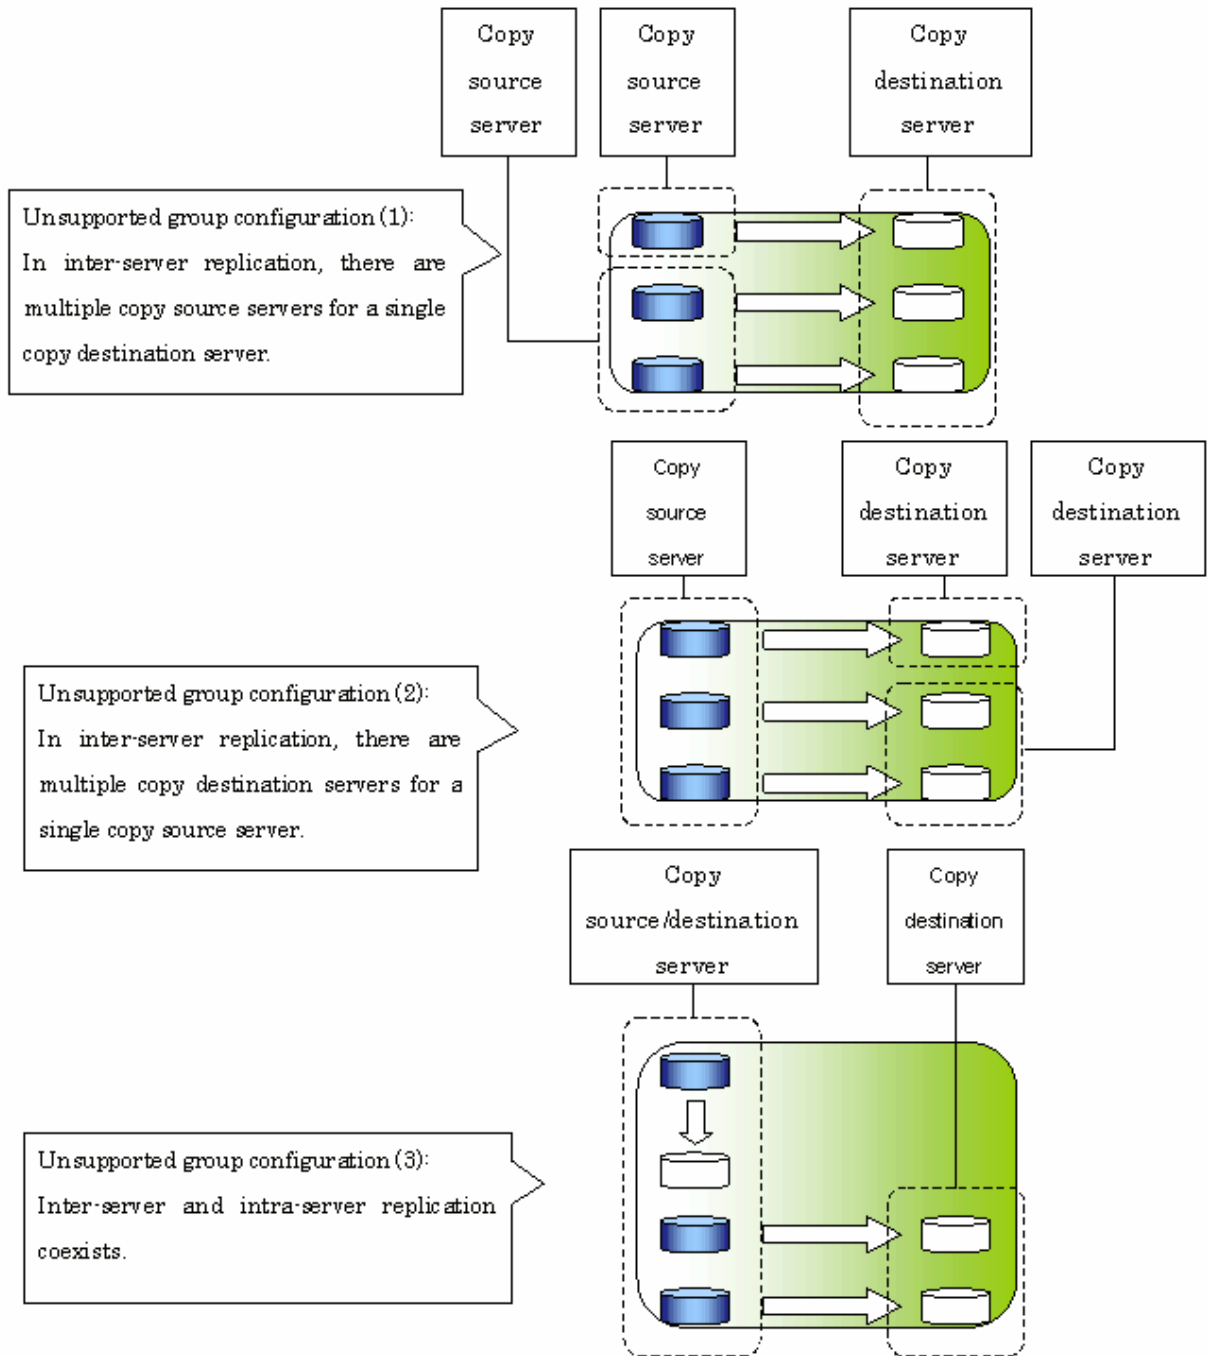 Copy
source
server
Copy
source
server
Copy
destination
server
Unsupported group configuration (1):
In inter-server replication, there are
multiple copy source servers for a single
copy destination server.
Copy
source
server
Copy
destination
server
Copy
destination
server
Unsupported group configuration (2):
In inter-server replication, there are
multiple copy destination servers for a
single copy source server.
Copy
source/destination
server
Copy
destination
server
Unsupported group configuration (3):
Inter-server and intra-server replication
coexists.